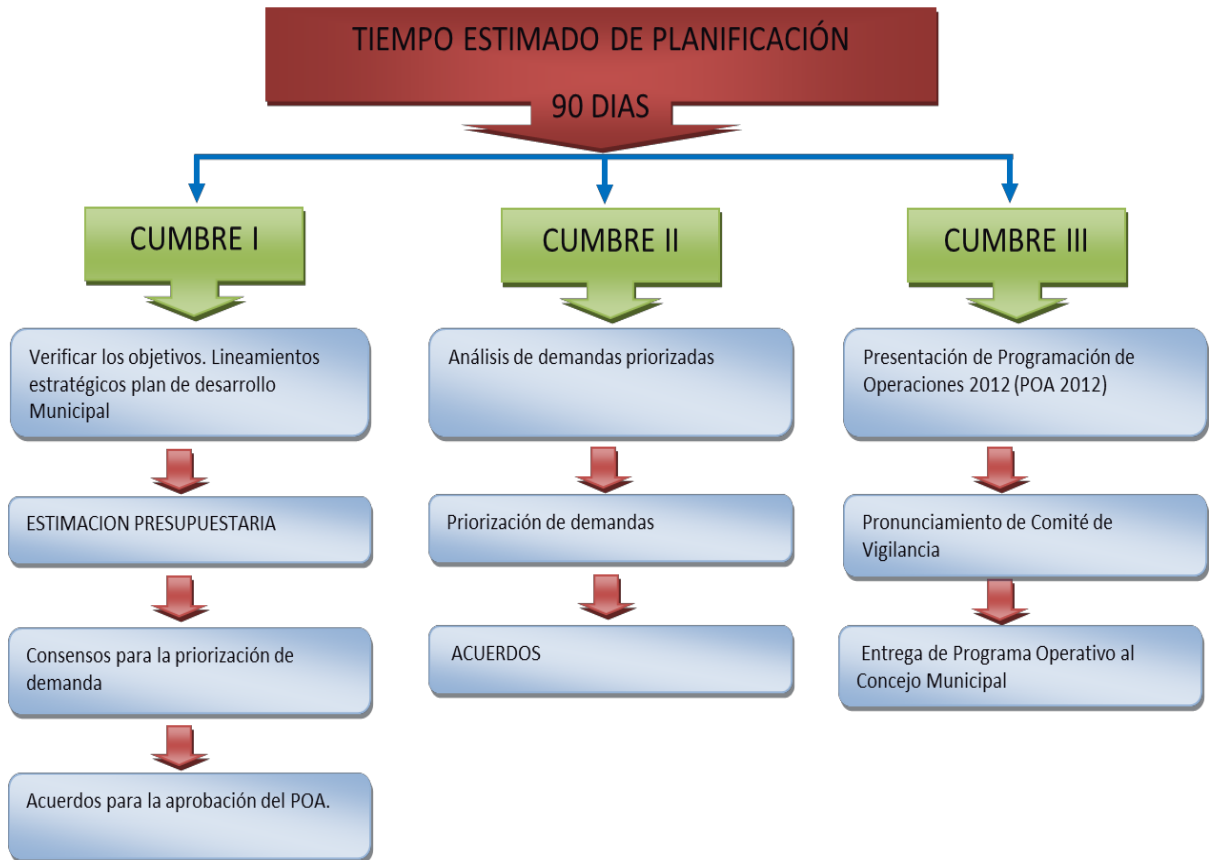 TIEMPO ESTIMADO DE PLANIFICACIÓN
90 DIAS
CUMBRE I
Verificar los objetivos. Lineamientos
estratégicos plan de desarrollo
Municipal
ESTIMACION PRESUPUESTARIA
Consensos para la priorización de
demanda
Acuerdos para la aprobación del POA.
CUMBRE II
Análisis de demandas priorizadas
Priorización de demandas
ACUERDOS
CUMBRE III
Presentación de Programación de
Operaciones 2012 (POA 2012)
Pronunciamiento de Comité de
Vigilancia
Entrega de Programa Operativo al
Concejo Municipal